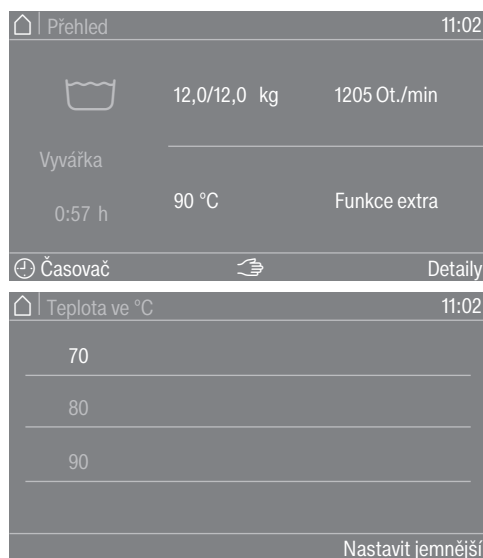 Přehled 11:02
12,0/12,0 kg 1205 Ot./min
Vyvářka
0:57 h 90 °C Funkce extra
Časovač Detaily
Teplota ve °C 11:02
70
80
90
Nastavit jemnější